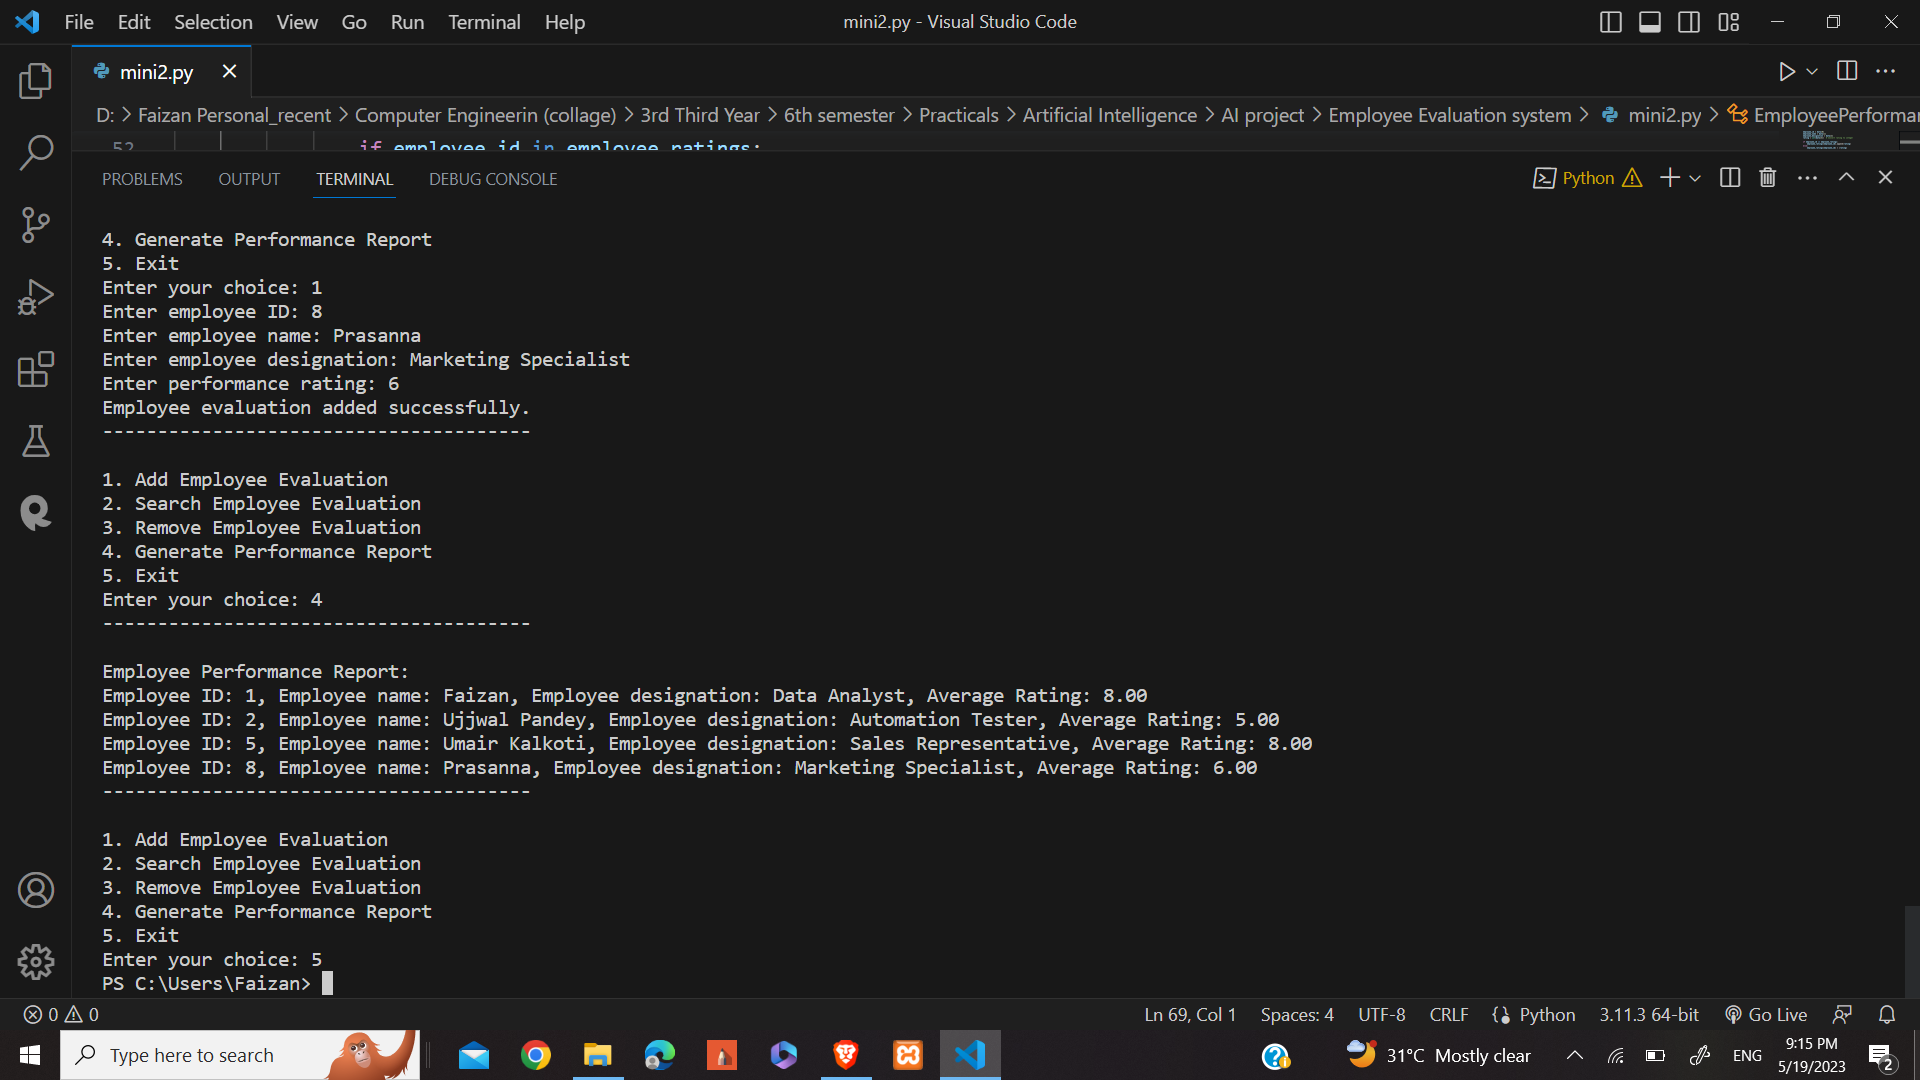 File Edit Selection View Go Run Terminal Help mini2.py - Visual Studio Code
mini2.py
D: > Faizan Personal_recent > Computer Engineerin (collage) > 3rd Third Year > 6th semester > Practicals > Artificial Intelligence > AI project > Employee Evaluation system > mini2.py > EmployeePerforma
52 if employee_id in employee_ratings:
PROBLEMS OUTPUT TERMINAL DEBUG CONSOLE Python
4. Generate Performance Report
5. Exit
Enter your choice: 1
Enter employee ID: 8
Enter employee name: Prasanna
Enter employee designation: Marketing Specialist
Enter performance rating: 6
Employee evaluation added successfully.
---------------------------------------
1. Add Employee Evaluation
2. Search Employee Evaluation
3. Remove Employee Evaluation
4. Generate Performance Report
5. Exit
Enter your choice: 4
---------------------------------------
Employee Performance Report:
Employee ID: 1, Employee name: Faizan, Employee designation: Data Analyst, Average Rating: 8.00
Employee ID: 2, Employee name: Ujjwal Pandey, Employee designation: Automation Tester, Average Rating: 5.00
Employee ID: 5, Employee name: Umair Kalkoti, Employee designation: Sales Representative, Average Rating: 8.00
Employee ID: 8, Employee name: Prasanna, Employee designation: Marketing Specialist, Average Rating: 6.00
---------------------------------------
1. Add Employee Evaluation
2. Search Employee Evaluation
3. Remove Employee Evaluation
4. Generate Performance Report
5. Exit
Enter your choice: 5
PS C:\Users\Faizan>
0 0 Ln 69, Col 1 Spaces: 4 UTF-8 CRLF Python 3.11.3 64-bit Go Live
Type here to search 31°C Mostly clear ENG 9:15 PM
5/19/2023 2